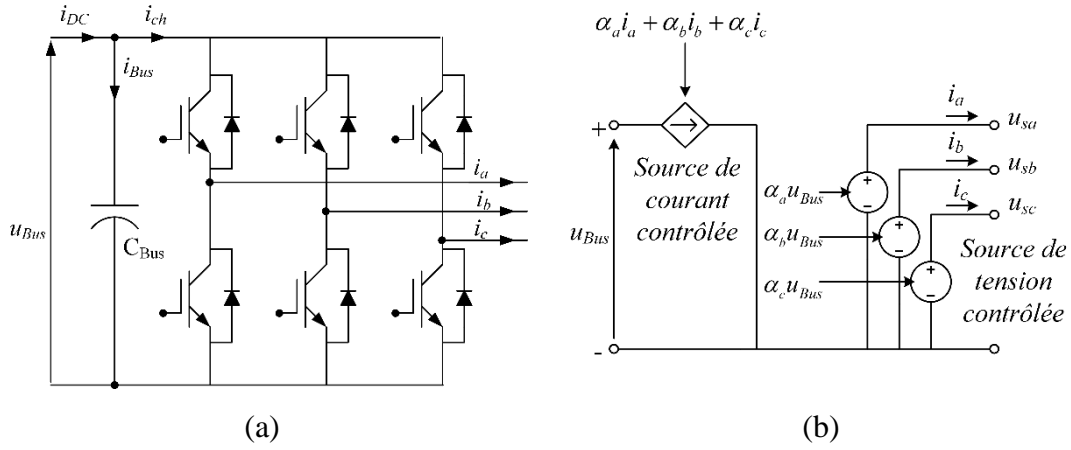 i_DC
i_ch
i_Bus
u_Bus
C_Bus
i_a
i_b
i_c
(a)
α_a i_a + α_b i_b + α_c i_c
+
-
u_Bus
Source de
courant
contrôlée
α_a u_Bus
α_b u_Bus
α_c u_Bus
+
-
+
-
+
-
i_a
u_sa
i_b
u_sb
i_c
u_sc
Source de
tension
contrôlée
(b)